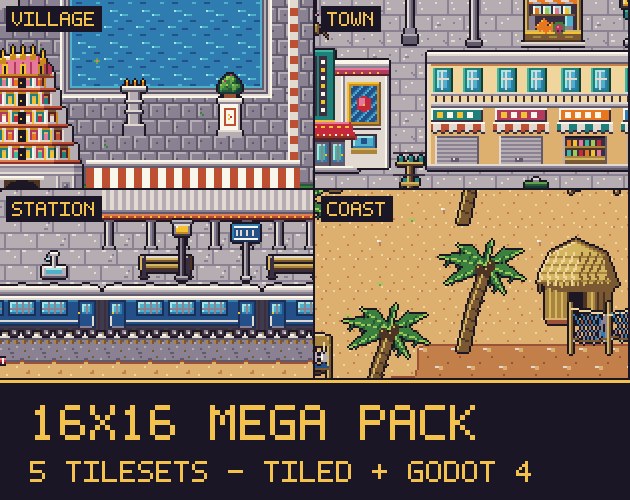 VILLAGE
TOWN
STATION
COAST
16X16 MEGA PACK
5 TILESETS - TILED + GODOT 4